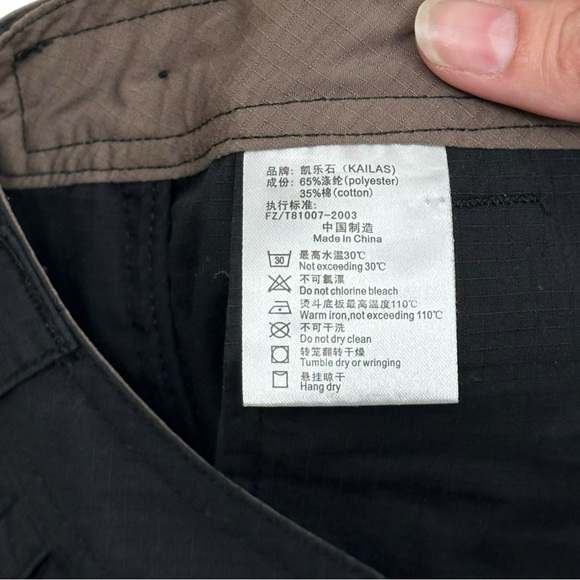 品牌: 凯乐石 (KAILAS)
成份: 65%涤纶(polyester)
35%棉(cotton)
执行标准:
FZ/T81007-2003
中国制造
Made in China
30 最高水温30℃
Not exceeding 30℃
不可氯漂
Do not chlorine bleach
熨斗底板最高温度110℃
Warm iron,not exceeding 110℃
不可干洗
Do not dry clean
转笼翻转干燥
Tumble dry or wringing
悬挂晾干
Hang dry